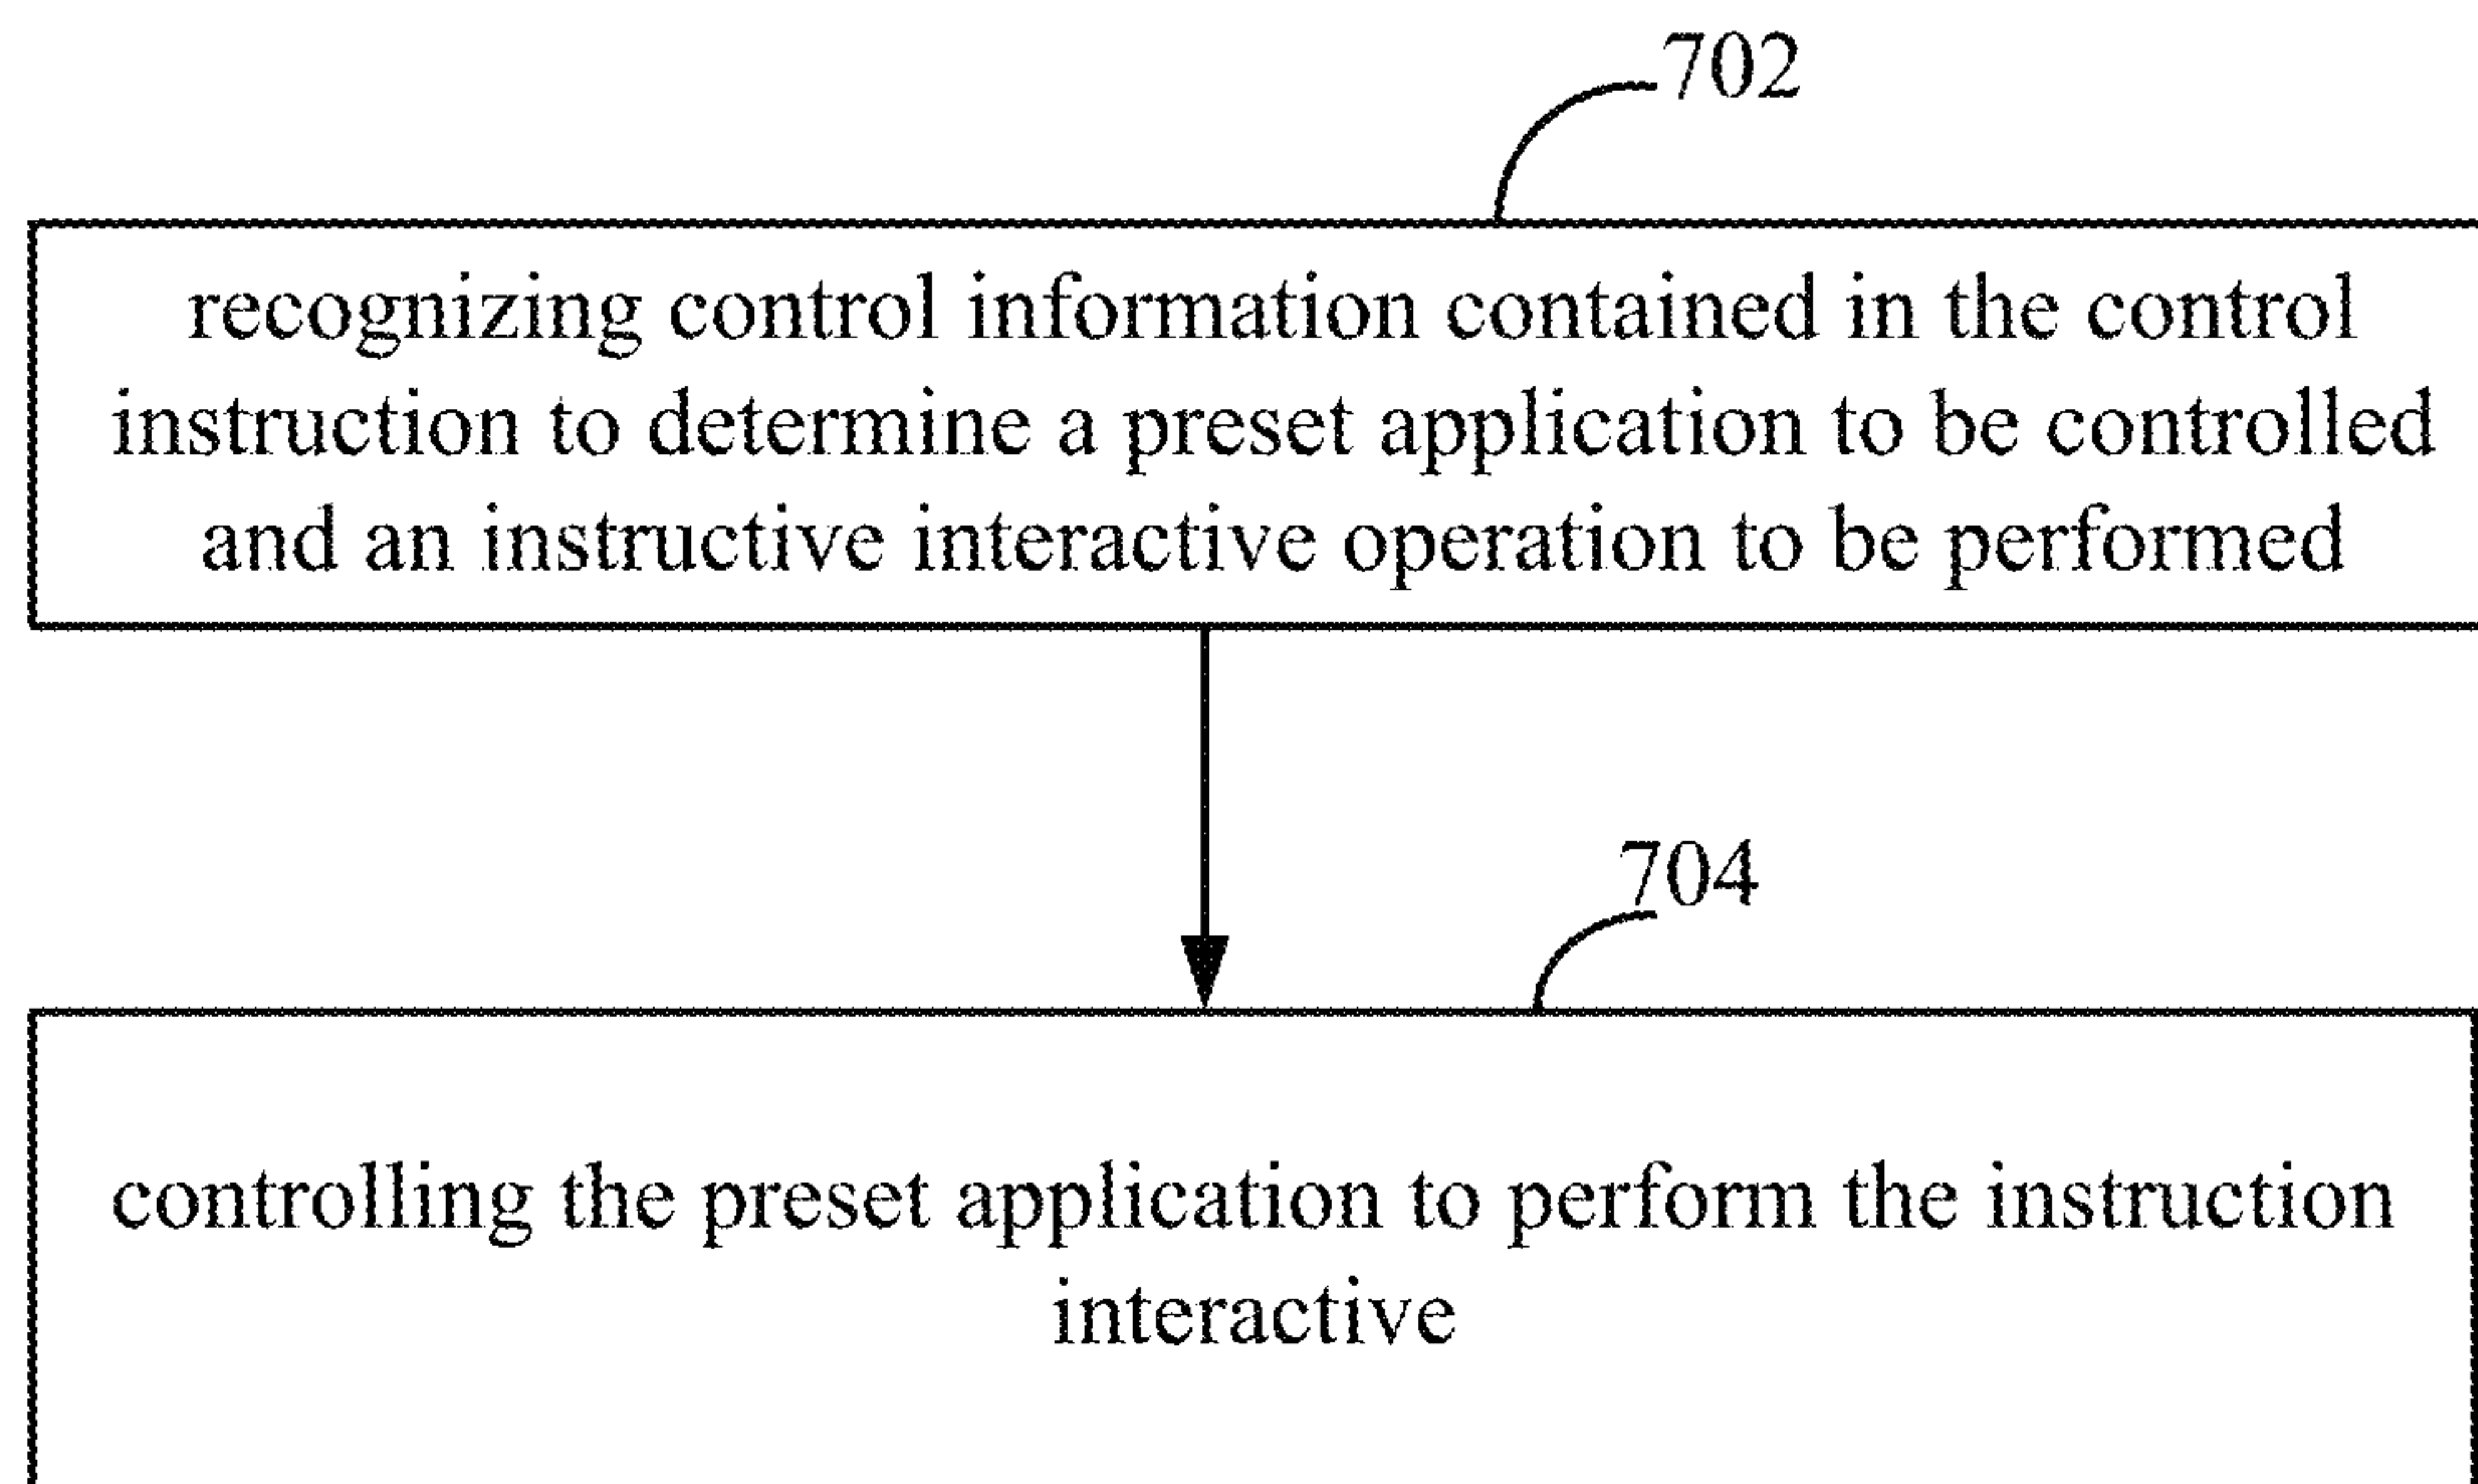 702
recognizing control information contained in the control
instruction to determine a preset application to be controlled
and an instructive interactive operation to be performed
704
controlling the preset application to perform the instruction
interactive